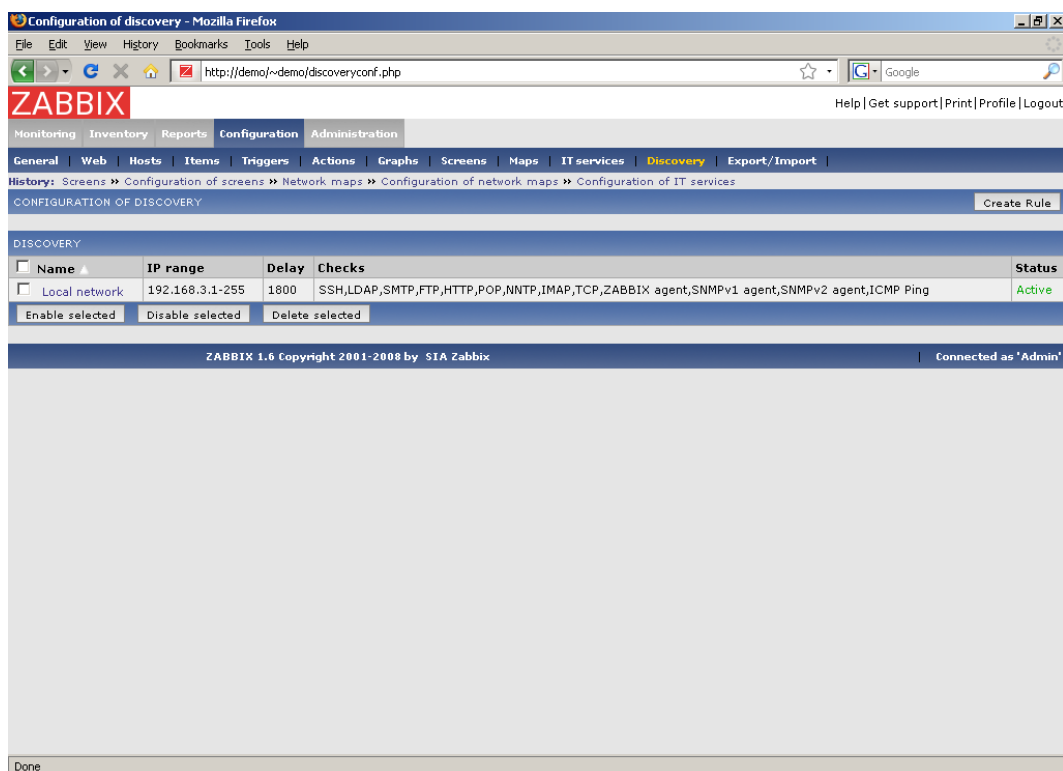 Configuration of discovery - Mozilla Firefox
File Edit View History Bookmarks Tools Help
http://demo/~demo/discoveryconf.php G Google
ZABBIX Help|Get support|Print|Profile|Logout
Monitoring Inventory Reports Configuration Administration
General | Web | Hosts | Items | Triggers | Actions | Graphs | Screens | Maps | IT services | Discovery | Export/Import |
History: Screens » Configuration of screens » Network maps » Configuration of network maps » Configuration of IT services
CONFIGURATION OF DISCOVERY Create Rule
DISCOVERY
Name IP range Delay Checks Status
Local network 192.168.3.1-255 1800 SSH,LDAP,SMTP,FTP,HTTP,POP,NNTP,IMAP,TCP,ZABBIX agent,SNMPv1 agent,SNMPv2 agent,ICMP Ping Active
Enable selected Disable selected Delete selected
ZABBIX 1.6 Copyright 2001-2008 by SIA Zabbix | Connected as 'Admin'
Done